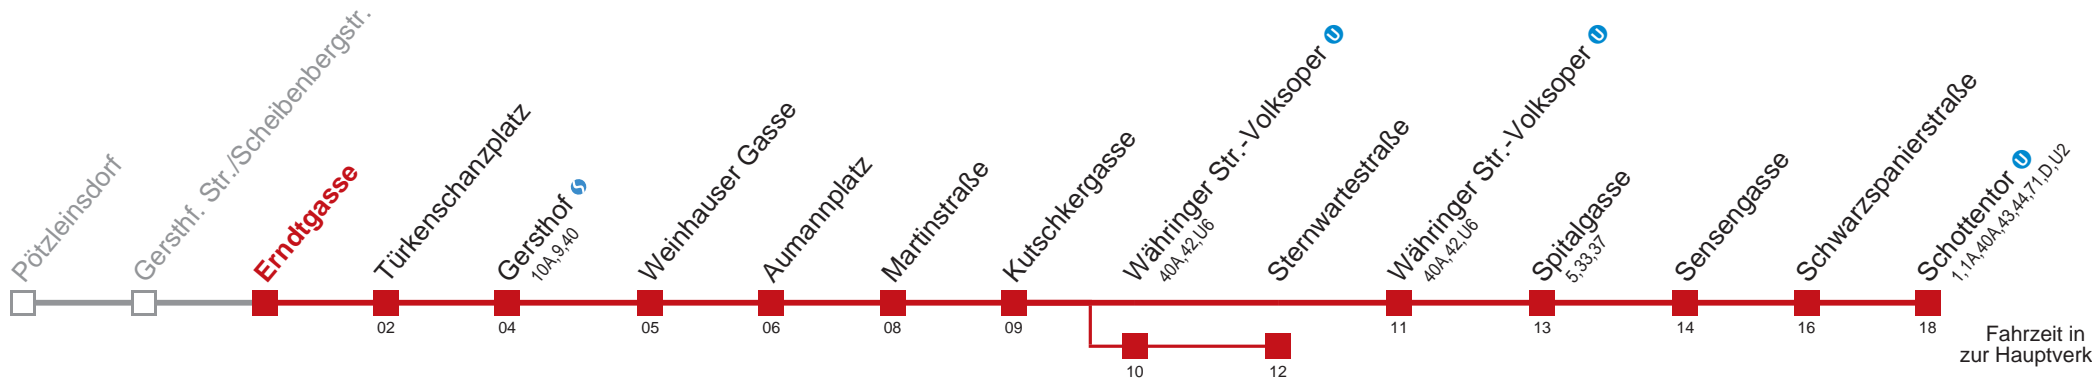 Pötzleinsdorf
Gersthf. Str./Scheibenbergstr.
Erndtgasse
Türkenschanzplatz
02
Gersthof S
10A,9,40
04
Weinhauser Gasse
05
Aumannplatz
06
Martinstraße
08
Kutschkergasse
09
Währinger Str.-Volksoper U
40A,42,U6
10
Sternwartestraße
12
Währinger Str.-Volksoper U
40A,42,U6
11
Spitalgasse
5,33,37
13
Sensengasse
14
Schwarzspanierstraße
16
Schottentor U
1,1A,40A,43,44,71,D,U2
18
Fahrzeit in
zur Hauptverk